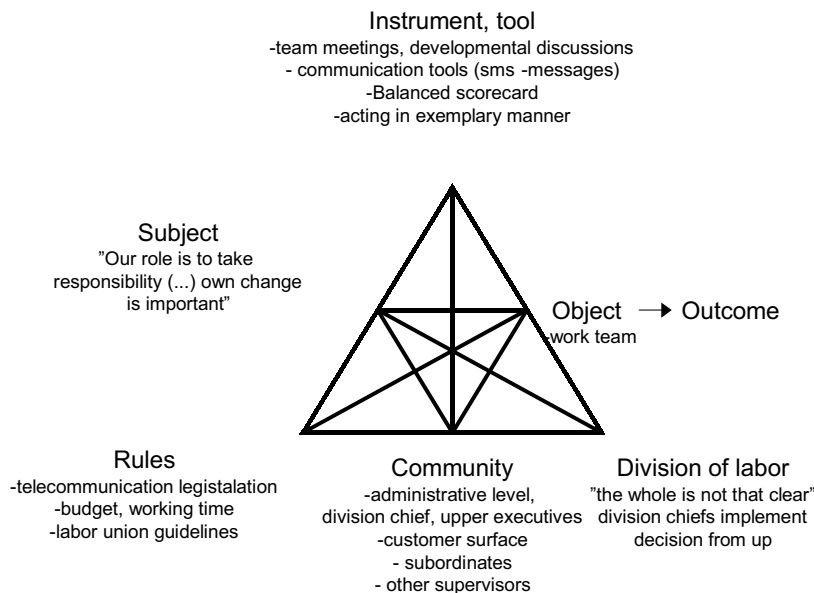 Instrument, tool
-team meetings, developmental discussions
- communication tools (sms -messages)
-Balanced scorecard
-acting in exemplary manner
Subject
”Our role is to take
responsibility (...) own change
is important”
Object → Outcome
-work team
Rules
-telecommunication legistalation
-budget, working time
-labor union guidelines
Community
-administrative level,
division chief, upper executives
-customer surface
- subordinates
- other supervisors
Division of labor
”the whole is not that clear”
division chiefs implement
decision from up